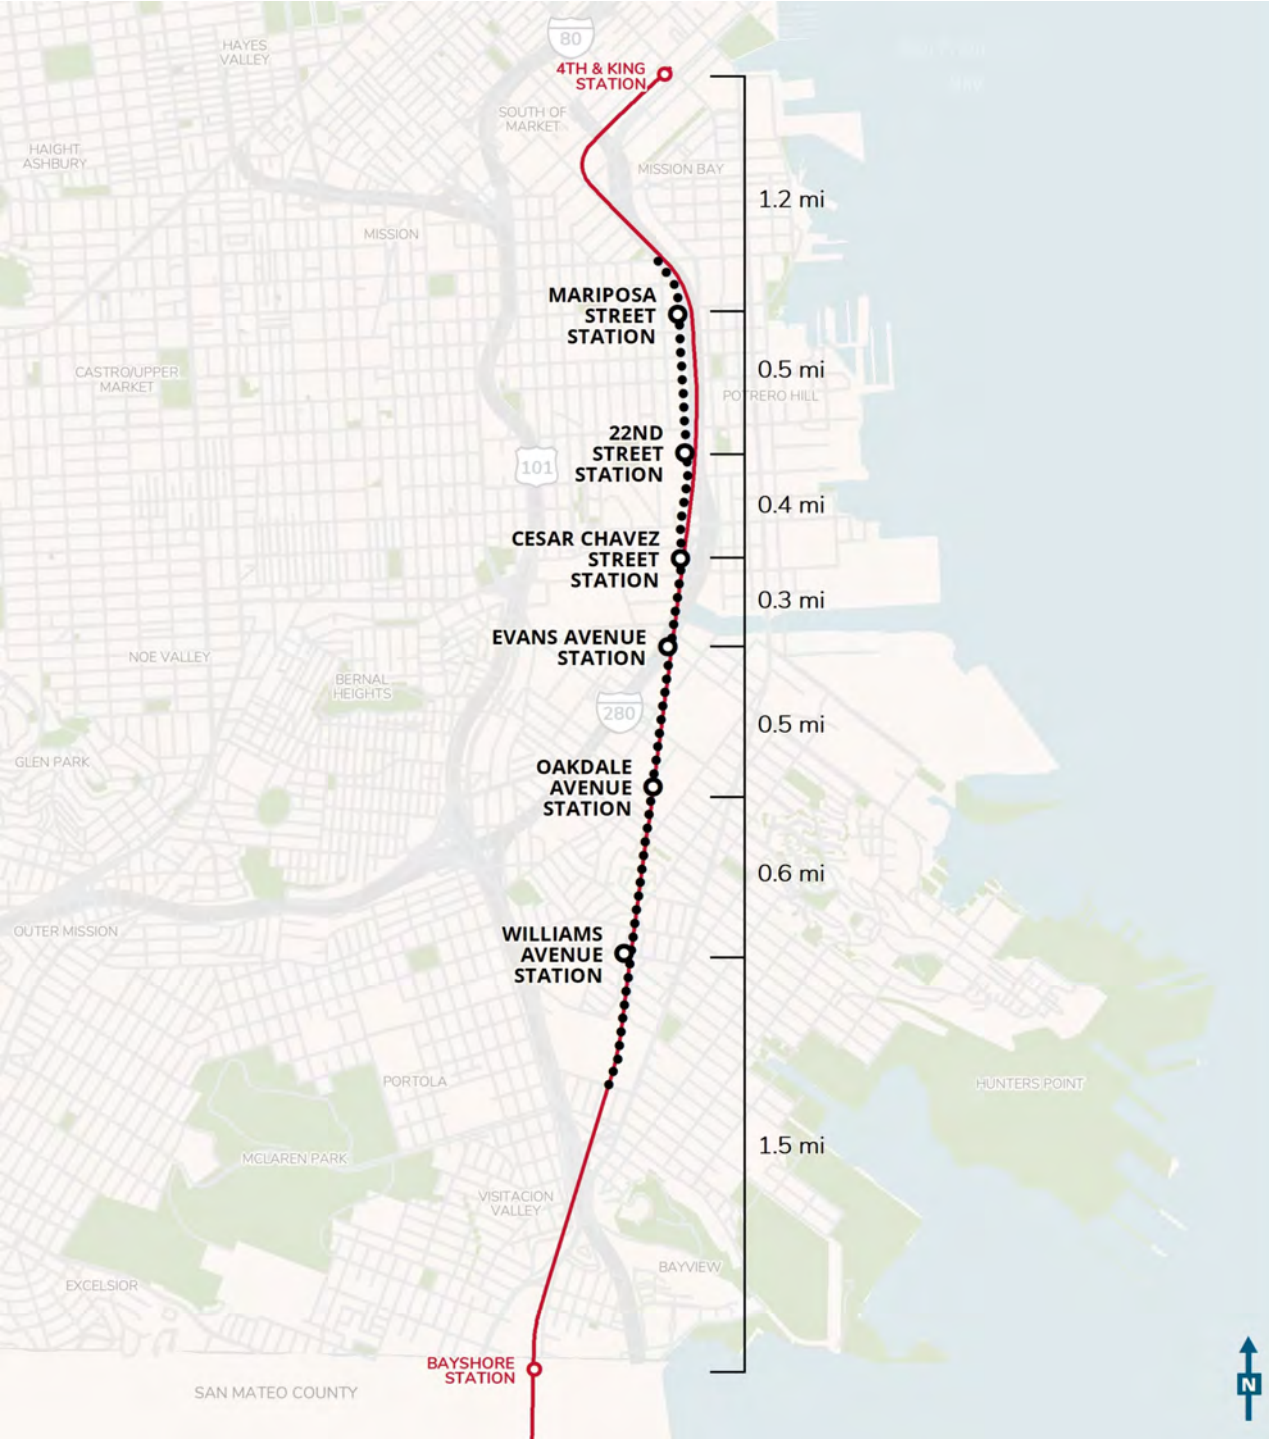 80
HAYES
VALLEY
4TH & KING
STATION
SOUTH OF
MARKET
HAIGHT
ASHBURY
MISSION BAY
1.2 mi
MISSION
MARIPOSA
STREET
STATION
0.5 mi
CASTRO/UPPER
MARKET
POTRERO HILL
22ND
STREET
STATION
101
0.4 mi
CESAR CHAVEZ
STREET
STATION
0.3 mi
EVANS AVENUE
STATION
NOE VALLEY
BERNAL
HEIGHTS
280
0.5 mi
GLEN PARK
OAKDALE
AVENUE
STATION
0.6 mi
OUTER MISSION
WILLIAMS
AVENUE
STATION
PORTOLA
HUNTERS POINT
1.5 mi
MCLAREN PARK
VISITACION
VALLEY
BAYVIEW
EXCELSIOR
BAYSHORE
STATION
SAN MATEO COUNTY
N